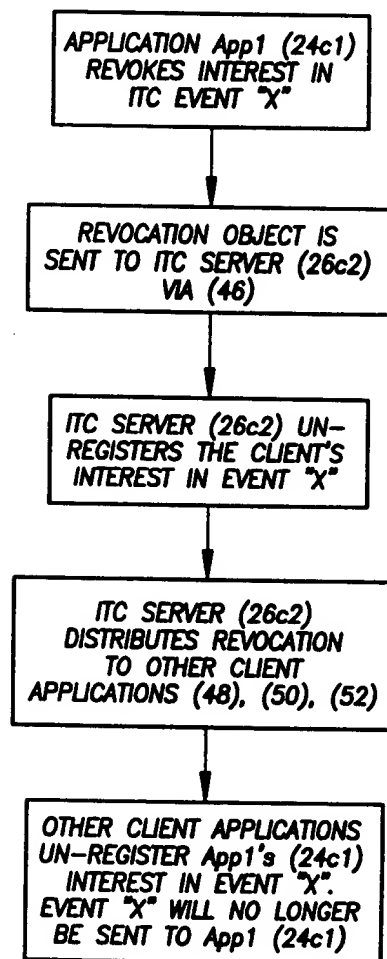 APPLICATION App1 (24c1)
REVOKES INTEREST IN
ITC EVENT "X"
REVOCATION OBJECT IS
SENT TO ITC SERVER (26c2)
VIA (46)
ITC SERVER (26c2) UN-
REGISTERS THE CLIENT'S
INTEREST IN EVENT "X"
ITC SERVER (26c2)
DISTRIBUTES REVOCATION
TO OTHER CLIENT
APPLICATIONS (48), (50), (52)
OTHER CLIENT APPLICATIONS
UN-REGISTER App1's (24c1)
INTEREST IN EVENT "X".
EVENT "X" WILL NO LONGER
BE SENT TO App1 (24c1)